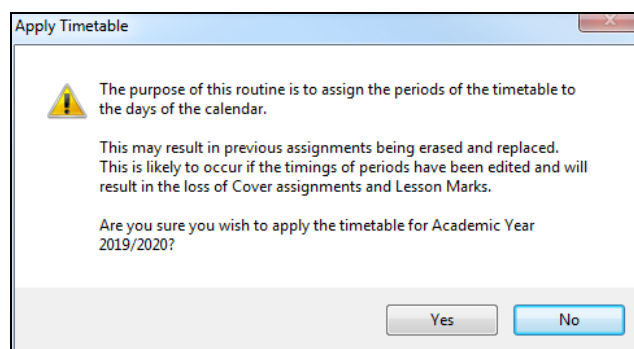 Apply Timetable
The purpose of this routine is to assign the periods of the timetable to
the days of the calendar.
This may result in previous assignments being erased and replaced.
This is likely to occur if the timings of periods have been edited and will
result in the loss of Cover assignments and Lesson Marks.
Are you sure you wish to apply the timetable for Academic Year
2019/2020?
Yes No